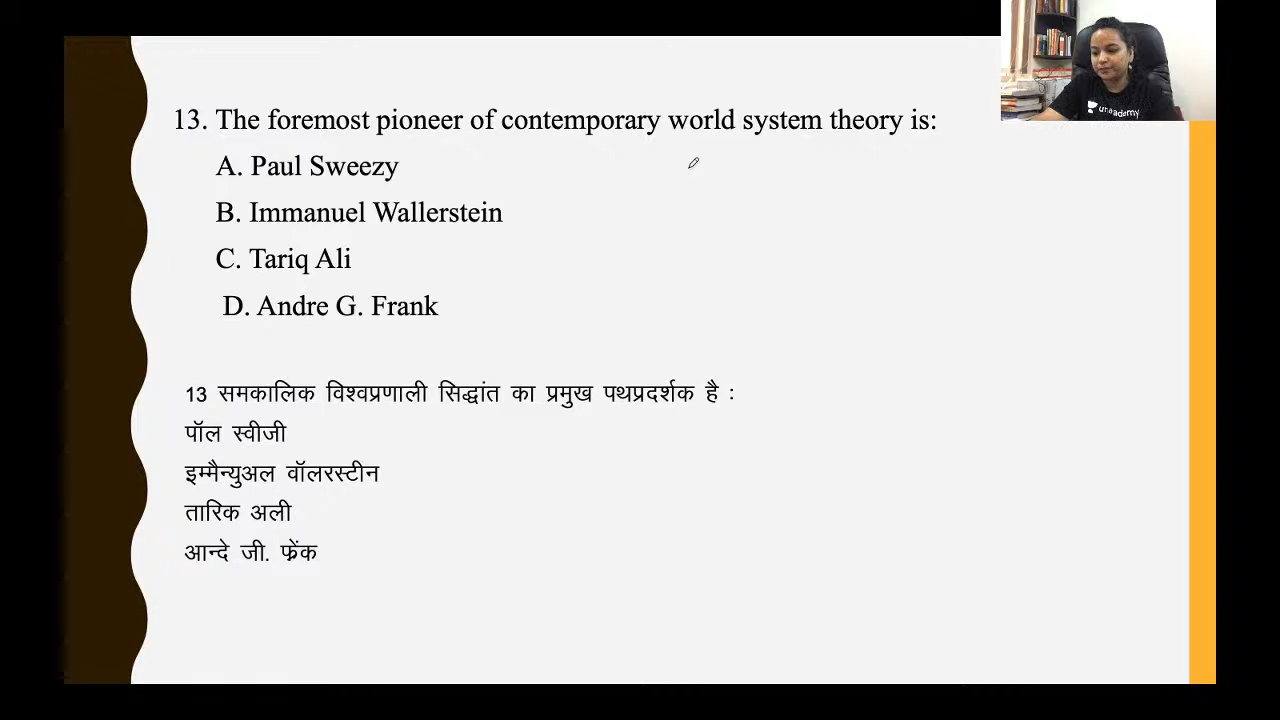 13. The foremost pioneer of contemporary world system theory is:
A. Paul Sweezy
B. Immanuel Wallerstein
C. Tariq Ali
D. Andre G. Frank
13 समकालिक विश्वप्रणाली सिद्धांत का प्रमुख पथप्रदर्शक है :
पॉल स्वीजी
इम्मैन्युअल वॉलरस्टीन
तारिक अली
आन्दे जी. फ्रेंक
unacademy